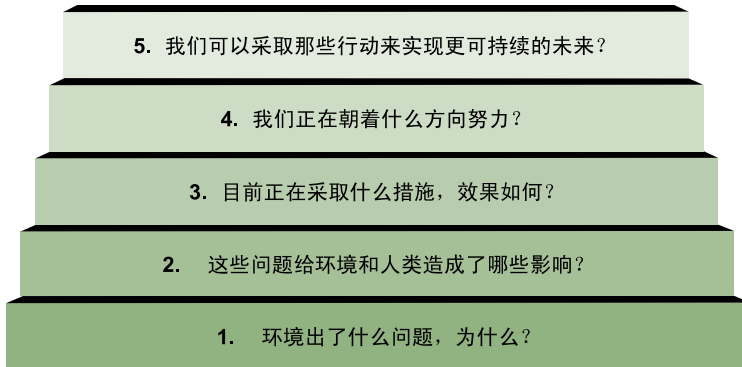 5. 我们可以采取那些行动来实现更可持续的未来？
4. 我们正在朝着什么方向努力？
3. 目前正在采取什么措施，效果如何？
2. 这些问题给环境和人类造成了哪些影响？
1. 环境出了什么问题，为什么？